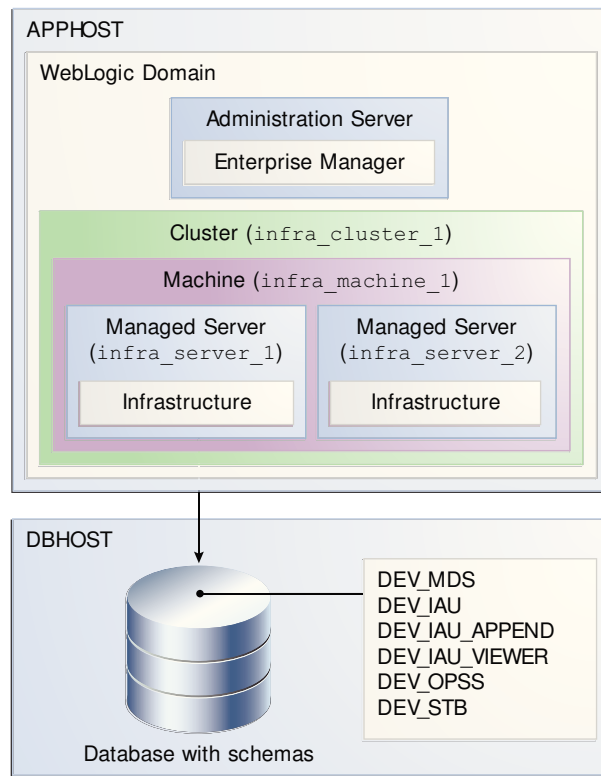 APPHOST
WebLogic Domain
Administration Server
Enterprise Manager
Cluster (infra_cluster_1)
Machine (infra_machine_1)
Managed Server
(infra_server_1)
Infrastructure
Managed Server
(infra_server_2)
Infrastructure
DBHOST
DEV_MDS
DEV_IAU
DEV_IAU_APPEND
DEV_IAU_VIEWER
DEV_OPSS
DEV_STB
Database with schemas